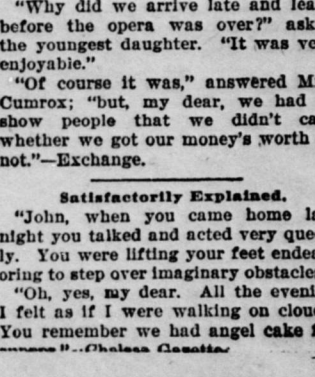 "Why did we arrive late and lea
before the opera was over?" ask
the youngest daughter. "It was ve
enjoyable."
"Of course it was," answered M
Cumrox; "but, my dear, we had
show people that we didn't ca
whether we got our money's worth
not."—Exchange.
Satisfactorily Explained.
"John, when you came home la
night you talked and acted very que
ly. You were lifting your feet endea
oring to step over imaginary obstacle
"Oh, yes, my dear. All the eveni
I felt as if I were walking on clou
You remember we had angel cake f
"—Chelsea Gazette.